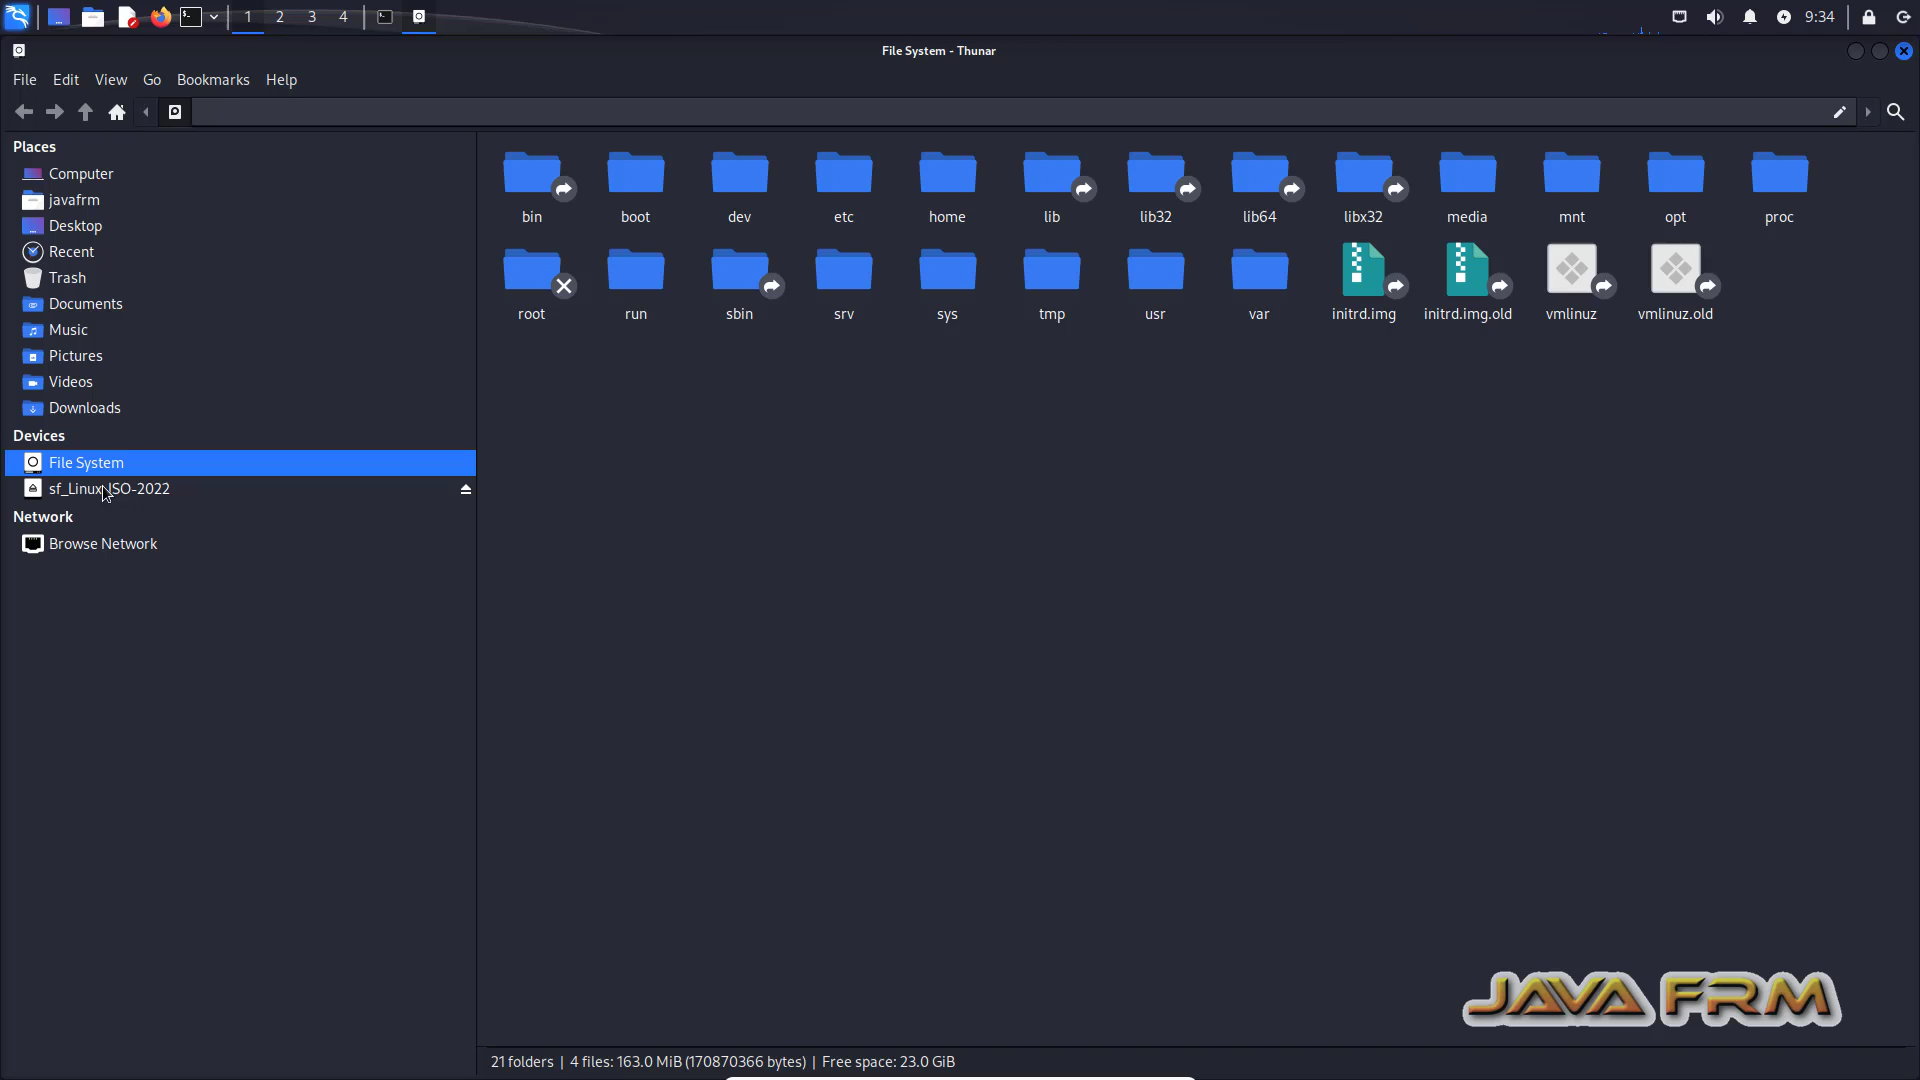 1 2 3 4 9:34
File System - Thunar
File Edit View Go Bookmarks Help
Places
Computer
javafrm
Desktop
Recent
Trash
Documents
Music
Pictures
Videos
Downloads
Devices
File System
sf_Linux-ISO-2022
Network
Browse Network
bin boot dev etc home lib lib32 lib64 libx32 media mnt opt proc
root run sbin srv sys tmp usr var initrd.img initrd.img.old vmlinuz vmlinuz.old
JAVA FRM
21 folders | 4 files: 163.0 MiB (170870366 bytes) | Free space: 23.0 GiB